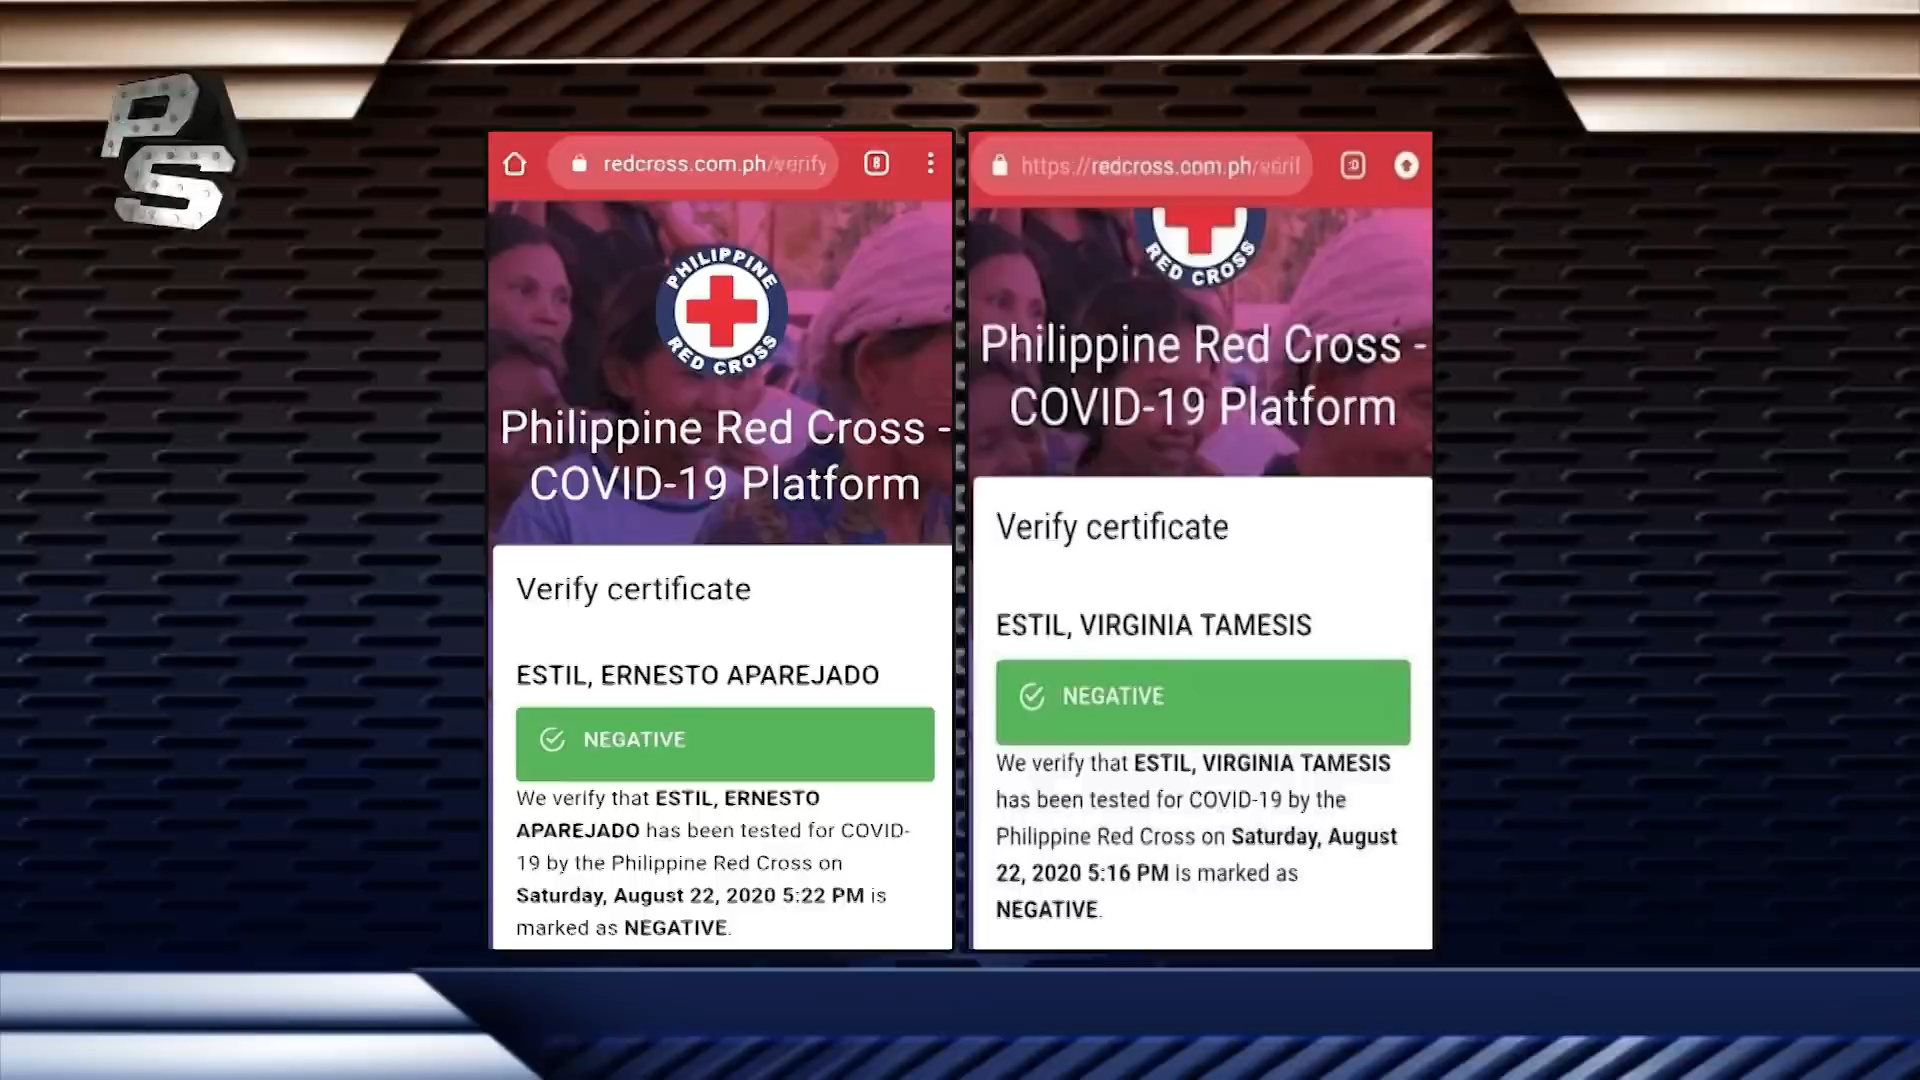 PS
redcross.com.ph/verify
8
PHILIPPINE
RED CROSS
Philippine Red Cross -
COVID-19 Platform
Verify certificate
ESTIL, ERNESTO APAREJADO
NEGATIVE
We verify that ESTIL, ERNESTO
APAREJADO has been tested for COVID-
19 by the Philippine Red Cross on
Saturday, August 22, 2020 5:22 PM is
marked as NEGATIVE.
https://redcross.com.ph/veri
:D
RED CROSS
Philippine Red Cross -
COVID-19 Platform
Verify certificate
ESTIL, VIRGINIA TAMESIS
NEGATIVE
We verify that ESTIL, VIRGINIA TAMESIS
has been tested for COVID-19 by the
Philippine Red Cross on Saturday, August
22, 2020 5:16 PM is marked as
NEGATIVE.